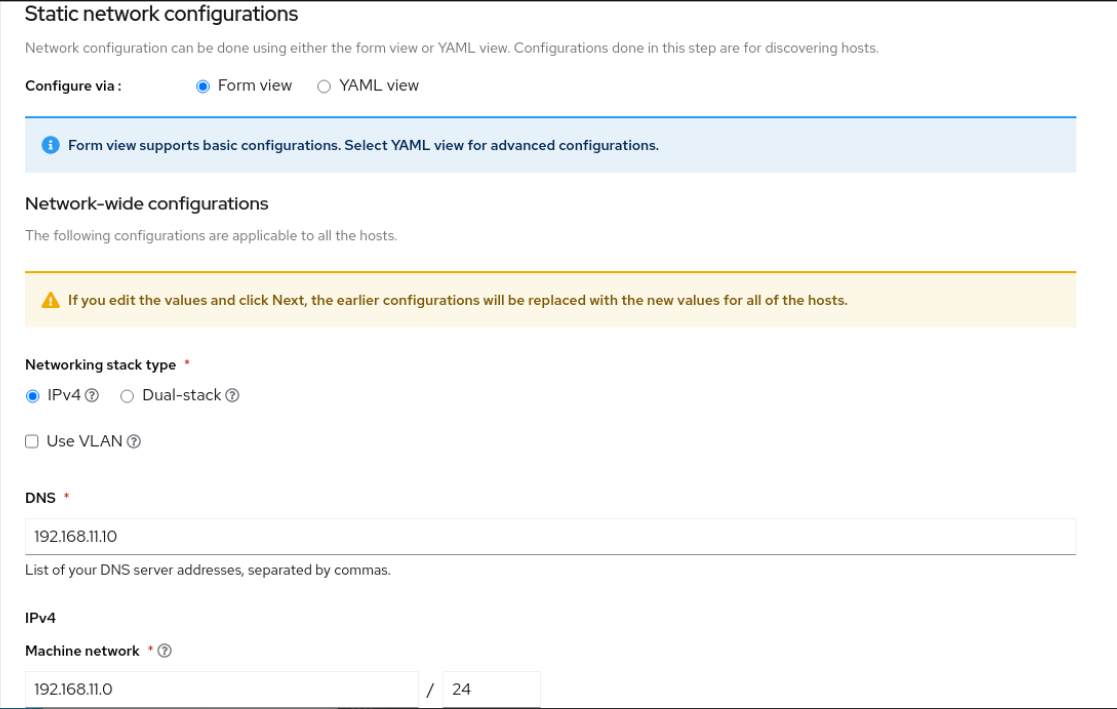 Static network configurations
Network configuration can be done using either the form view or YAML view. Configurations done in this step are for discovering hosts.
Configure via : Form view YAML view
Form view supports basic configurations. Select YAML view for advanced configurations.
Network-wide configurations
The following configurations are applicable to all the hosts.
If you edit the values and click Next, the earlier configurations will be replaced with the new values for all of the hosts.
Networking stack type *
IPv4 Dual-stack
Use VLAN
DNS *
192.168.11.10
List of your DNS server addresses, separated by commas.
IPv4
Machine network *
192.168.11.0 / 24